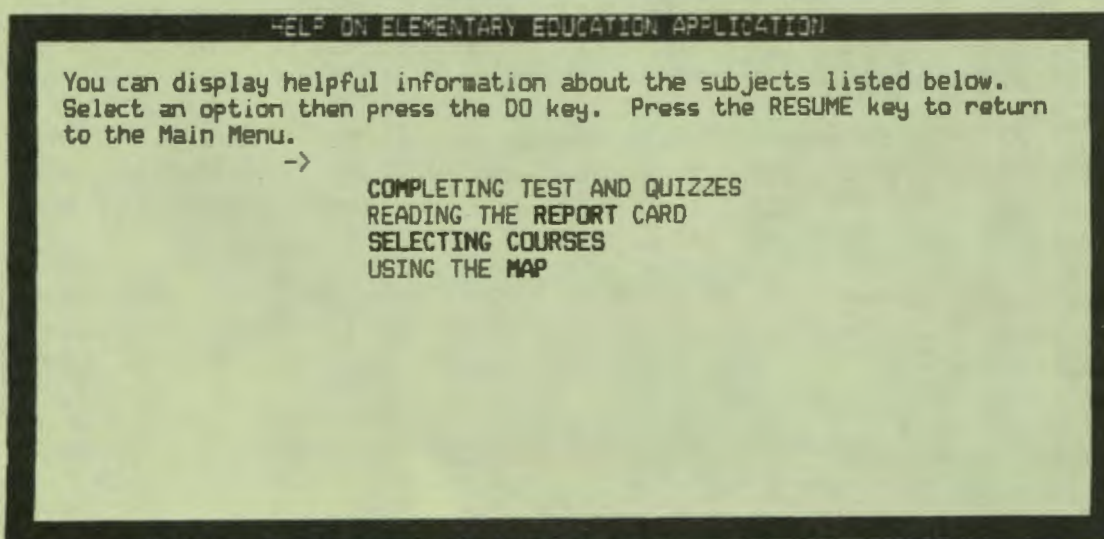 HELP ON ELEMENTARY EDUCATION APPLICATION
You can display helpful information about the subjects listed below.
Select an option then press the DO key. Press the RESUME key to return
to the Main Menu.
->
COMPLETING TEST AND QUIZZES
READING THE REPORT CARD
SELECTING COURSES
USING THE MAP